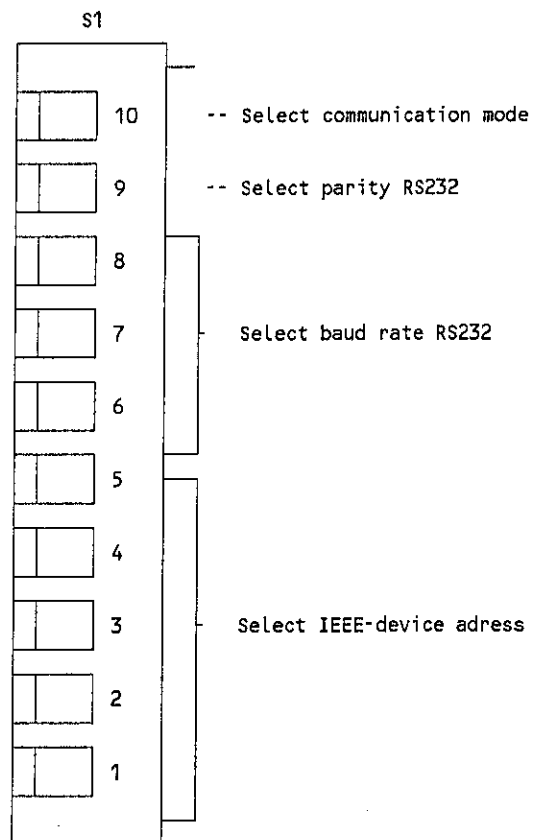 S1
10 -- Select communication mode
9 -- Select parity RS232
8
7 Select baud rate RS232
6
5
4
3 Select IEEE-device adress
2
1